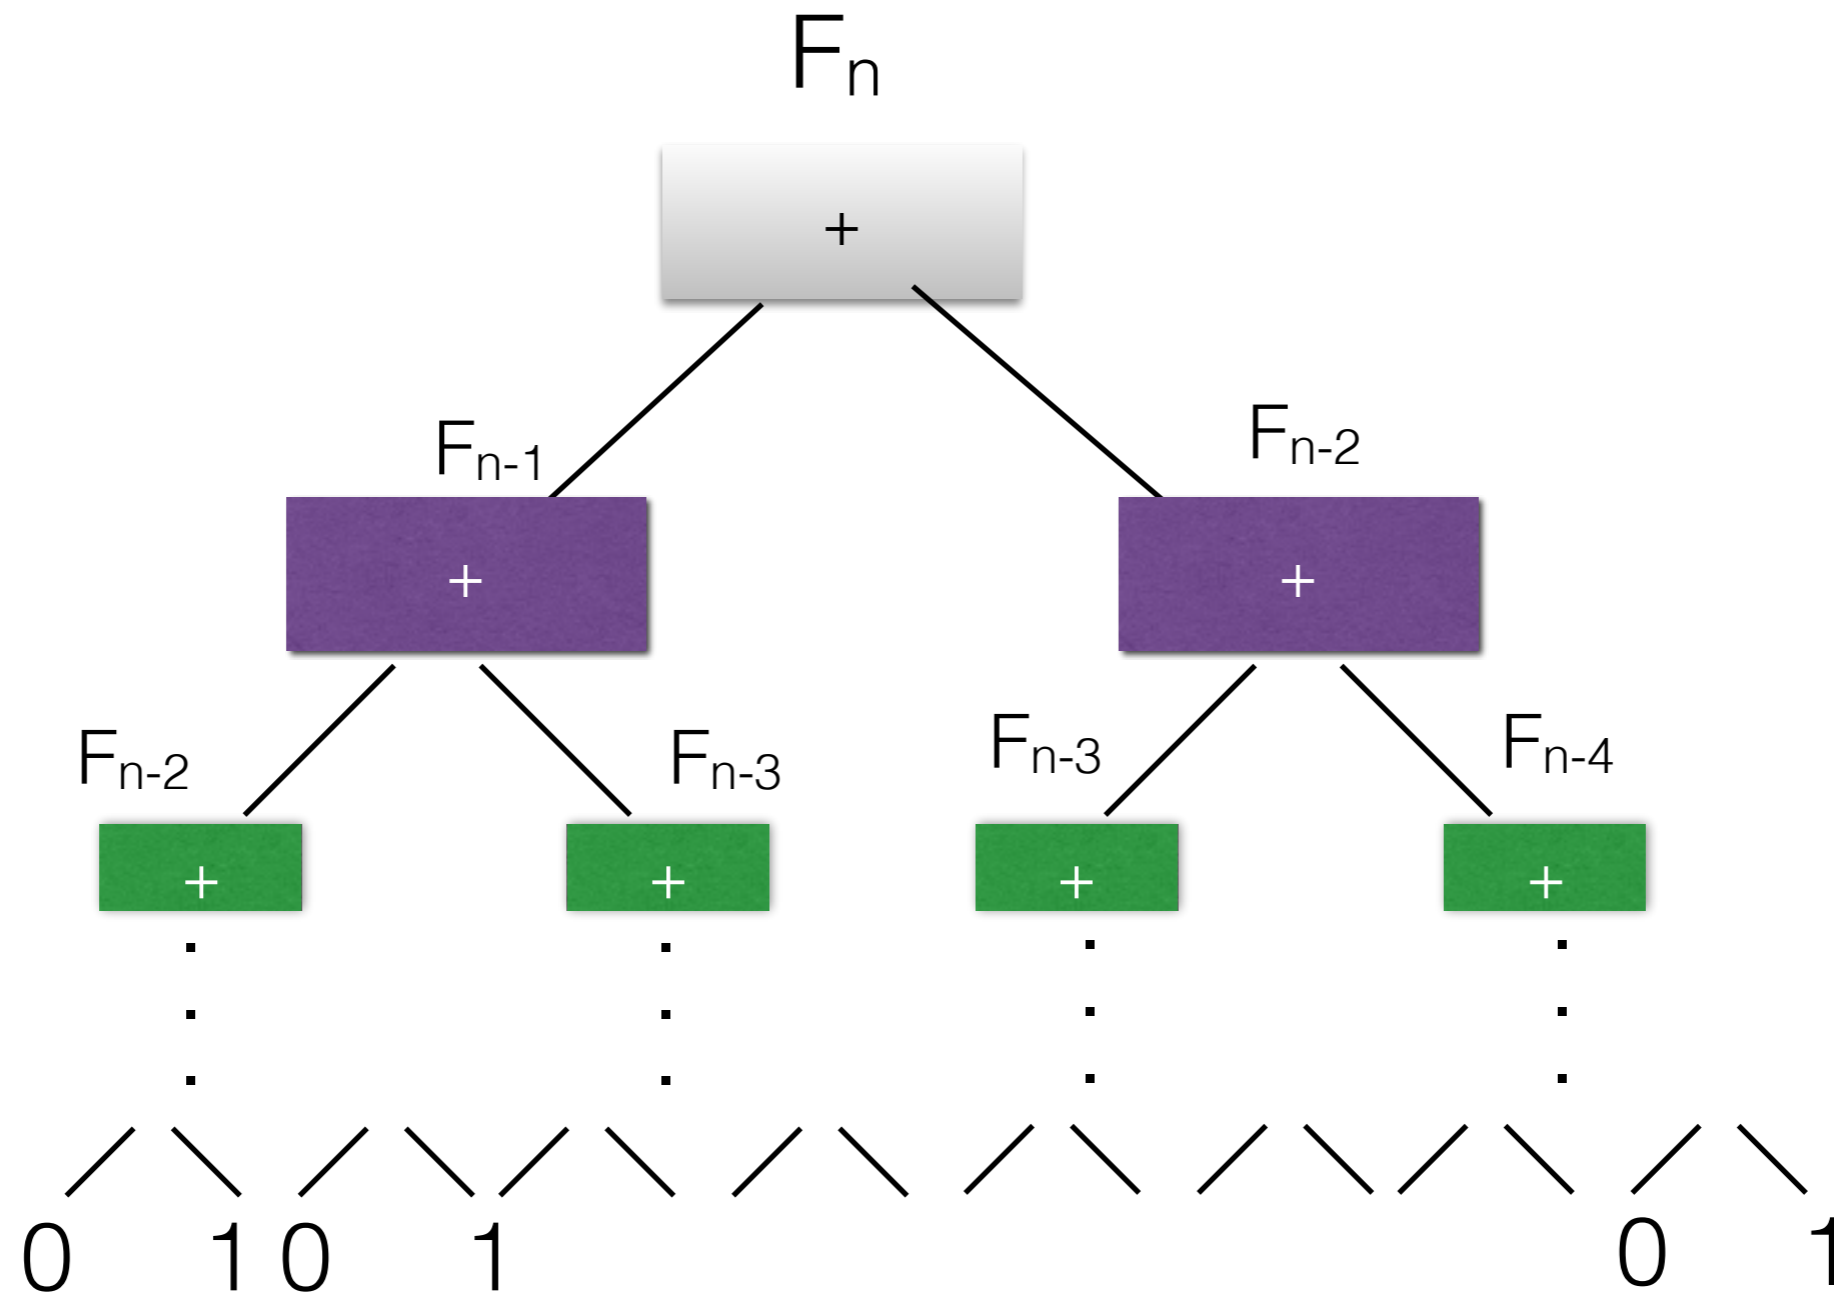 Fₙ
+
Fₙ₋₁ Fₙ₋₂
+ +
Fₙ₋₂ Fₙ₋₃ Fₙ₋₃ Fₙ₋₄
+ + + +
0 1 0 1 0 1